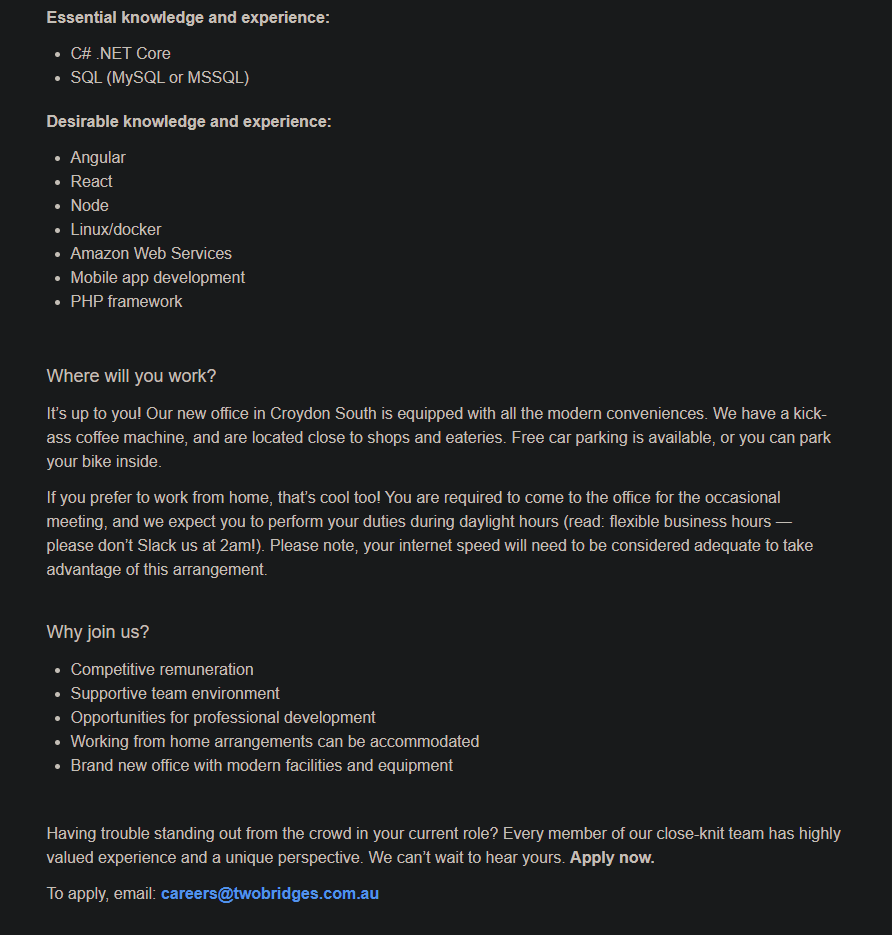 Essential knowledge and experience:
• C# .NET Core
• SQL (MySQL or MSSQL)
Desirable knowledge and experience:
• Angular
• React
• Node
• Linux/docker
• Amazon Web Services
• Mobile app development
• PHP framework
Where will you work?
It’s up to you! Our new office in Croydon South is equipped with all the modern conveniences. We have a kick-
ass coffee machine, and are located close to shops and eateries. Free car parking is available, or you can park
your bike inside.
If you prefer to work from home, that’s cool too! You are required to come to the office for the occasional
meeting, and we expect you to perform your duties during daylight hours (read: flexible business hours —
please don’t Slack us at 2am!). Please note, your internet speed will need to be considered adequate to take
advantage of this arrangement.
Why join us?
• Competitive remuneration
• Supportive team environment
• Opportunities for professional development
• Working from home arrangements can be accommodated
• Brand new office with modern facilities and equipment
Having trouble standing out from the crowd in your current role? Every member of our close-knit team has highly
valued experience and a unique perspective. We can’t wait to hear yours. Apply now.
To apply, email: careers@twobridges.com.au